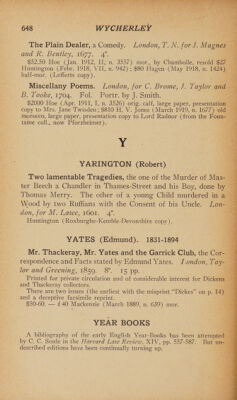 648 WYCHERLEY
The Plain Dealer, a Comedy. London, T. N. for J. Magnes
and R. Bentley, 1677. 4º.
$52.50 Hoe (Jan. 1912, II, n. 3537) mor., by Chambolle, resold $27
Huntington (Febr. 1918, VII, n. 942); $80 Hagen (May 1918, n. 1424)
half-mor. (Lefferts copy).
Miscellany Poems. London, for C. Brome, J. Taylor and
B. Tooke, 1704. Fol. Portr. by J. Smith.
$2000 Hoe (Apr. 1911, I, n. 3526) orig. calf, large paper, presentation
copy to Mrs. Jane Twisden; $810 H. V. Jones (March 1919, n. 1677) old
morocco, large paper, presentation copy to Lord Radnor (from the Foun-
taine coll., now Pforzheimer).
Y
YARINGTON (Robert)
Two lamentable Tragedies, the one of the Murder of Mas-
ter Beech a Chandler in Thames-Street and his Boy, done by
Thomas Merry. The other of a young Child murdered in a
Wood by two Ruffians with the Consent of his Uncle. Lon-
don, for M. Lawe, 1601. 4º.
Huntington (Roxburghe-Kemble-Devonshire copy).
YATES (Edmund). 1831-1894
Mr. Thackeray, Mr. Yates and the Garrick Club, the Cor-
respondence and Facts stated by Edmund Yates. London, Tay-
lor and Greening, 1859. 8º. 15 pp.
Printed for private circulation and of considerable interest for Dickens
and Thackeray collectors.
There are two issues (the earliest with the misprint "Dickes" on p. 14)
and a deceptive facsimile reprint.
$50-60. — £40 Mackenzie (March 1889, n. 639) mor.
YEAR BOOKS
A bibliography of the early English Year-Books has been attempted
by C. C. Soule in the Harvard Law Review, XIV, pp. 557-587. But un-
described editions have been continually turning up.